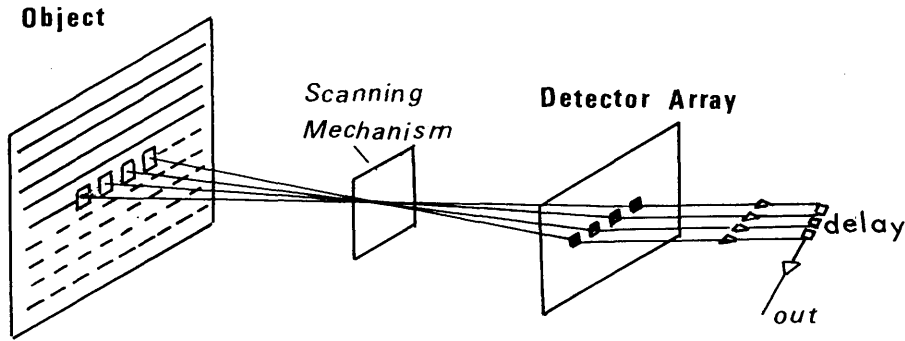 Object
Scanning
Mechanism
Detector Array
delay
out